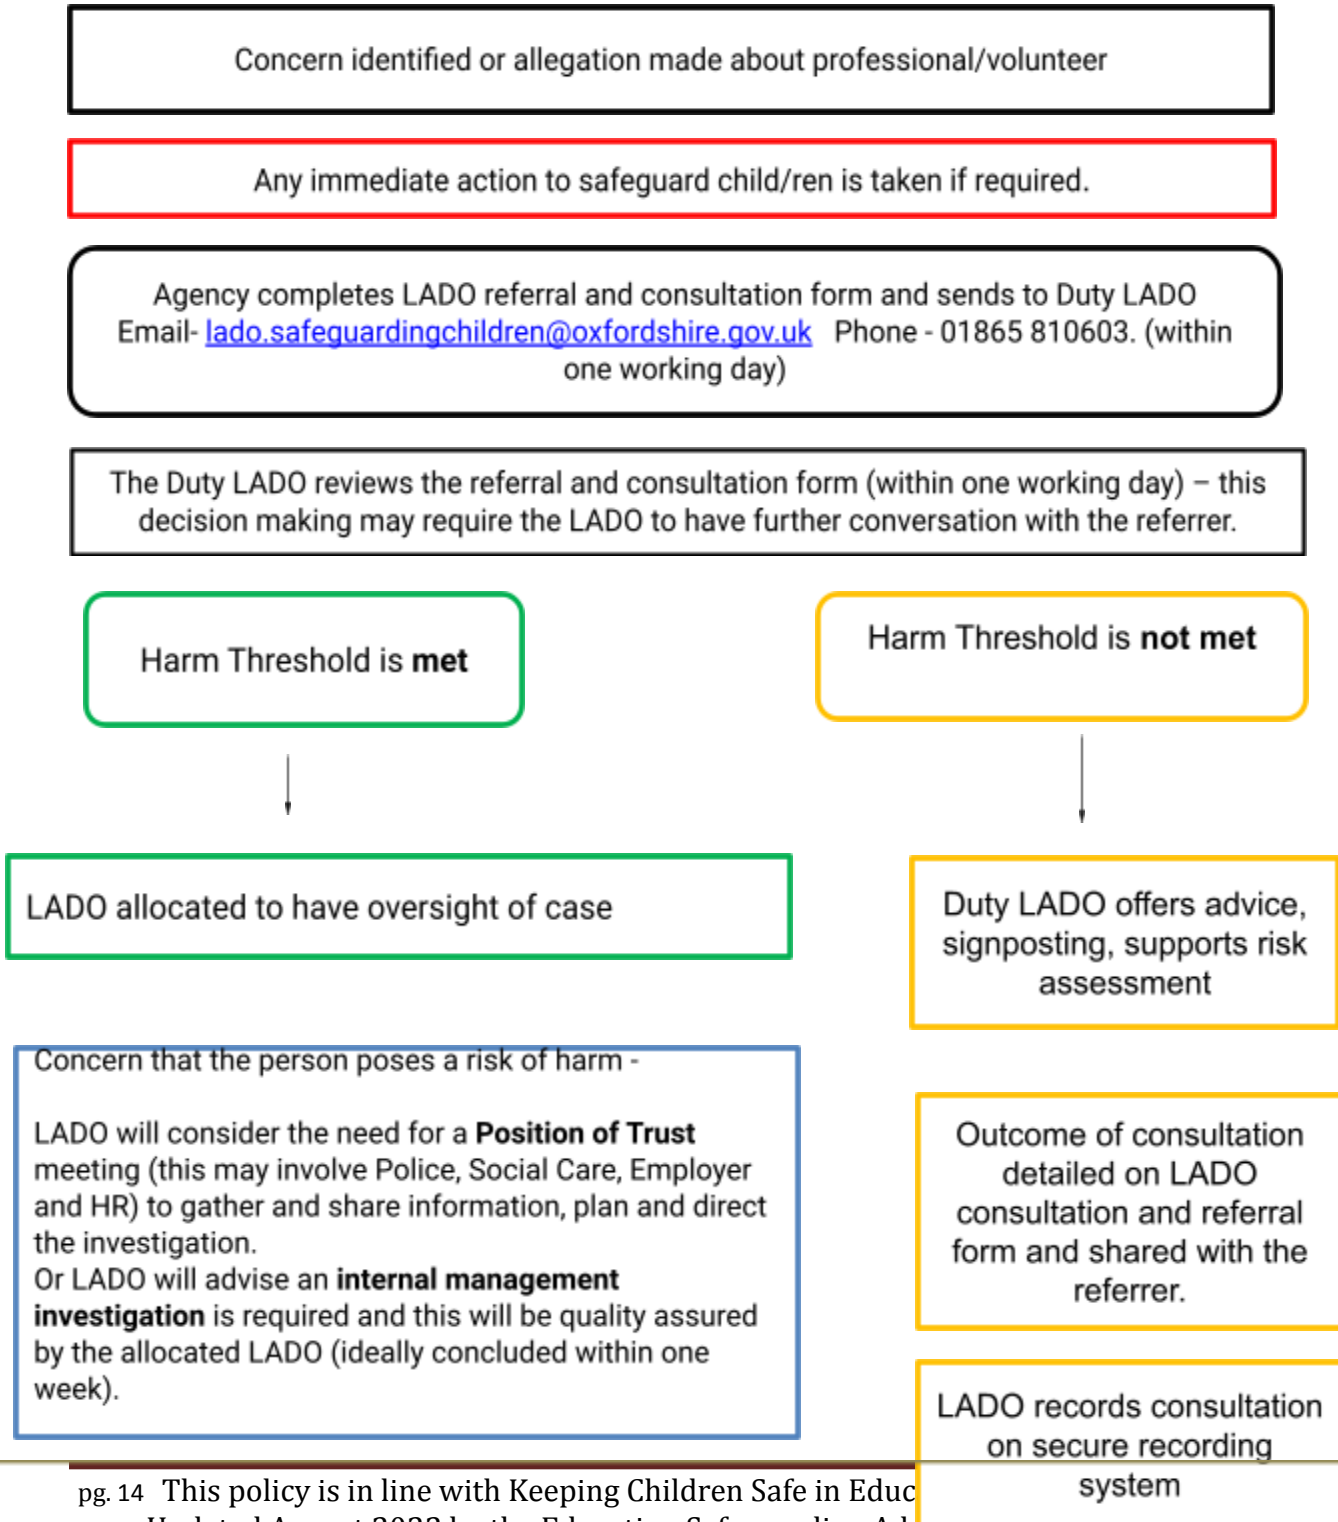 Concern identified or allegation made about professional/volunteer
Any immediate action to safeguard child/ren is taken if required.
Agency completes LADO referral and consultation form and sends to Duty LADO
Email- lado.safeguardingchildren@oxfordshire.gov.uk   Phone - 01865 810603. (within
one working day)
The Duty LADO reviews the referral and consultation form (within one working day) – this
decision making may require the LADO to have further conversation with the referrer.
Harm Threshold is met
Harm Threshold is not met
LADO allocated to have oversight of case
Duty LADO offers advice,
signposting, supports risk
assessment
Concern that the person poses a risk of harm -
LADO will consider the need for a Position of Trust
meeting (this may involve Police, Social Care, Employer
and HR) to gather and share information, plan and direct
the investigation.
Or LADO will advise an internal management
investigation is required and this will be quality assured
by the allocated LADO (ideally concluded within one
week).
Outcome of consultation
detailed on LADO
consultation and referral
form and shared with the
referrer.
LADO records consultation
on secure recording
system
pg. 14 This policy is in line with Keeping Children Safe in Educ